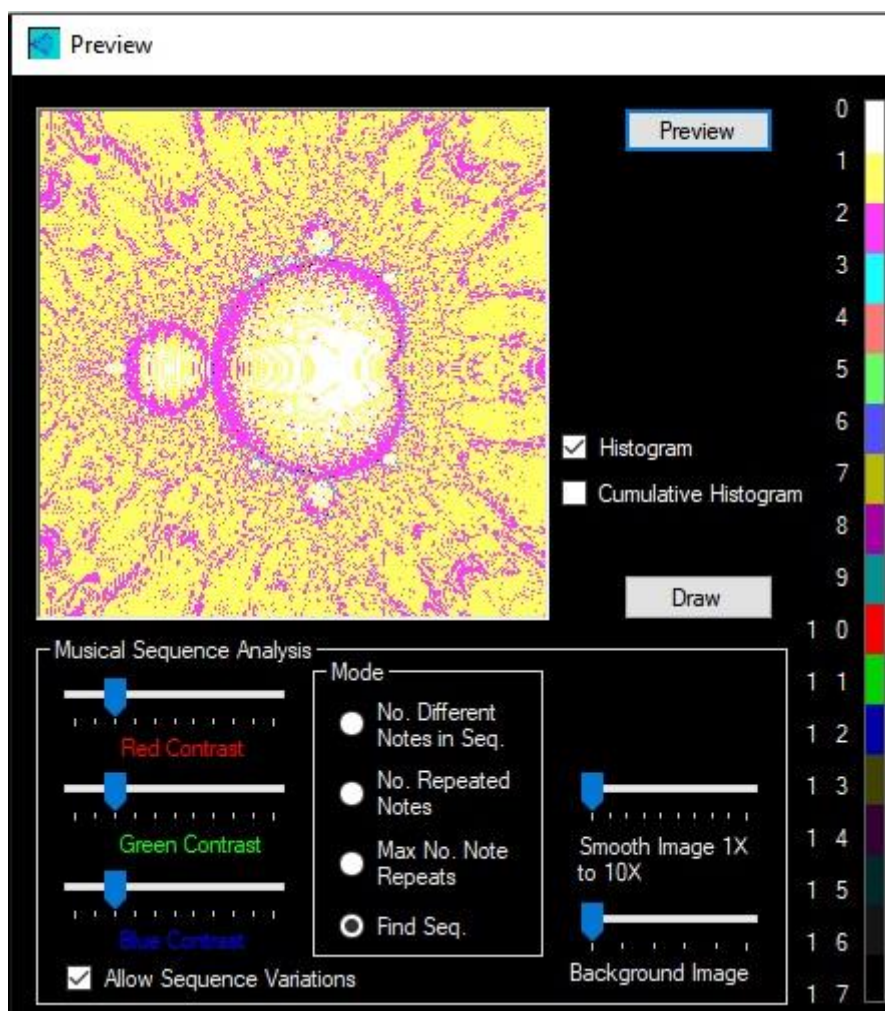 Preview
Preview
0
1
2
3
4
5
6
7
8
9
1 0
1 1
1 2
1 3
1 4
1 5
1 6
1 7
Histogram
Cumulative Histogram
Draw
Musical Sequence Analysis
Red Contrast
Green Contrast
Blue Contrast
Allow Sequence Variations
Mode
No. Different
Notes in Seq.
No. Repeated
Notes
Max No. Note
Repeats
Find Seq.
Smooth Image 1X
to 10X
Background Image